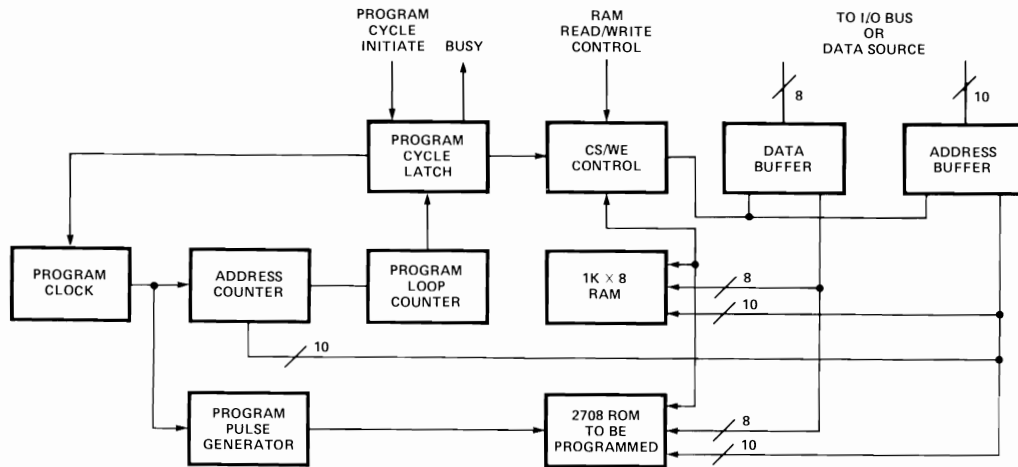 PROGRAM
CYCLE
INITIATE
BUSY
RAM
READ/WRITE
CONTROL
TO I/O BUS
OR
DATA SOURCE
8
10
PROGRAM
CYCLE
LATCH
CS/WE
CONTROL
DATA
BUFFER
ADDRESS
BUFFER
PROGRAM
CLOCK
ADDRESS
COUNTER
PROGRAM
LOOP
COUNTER
1K × 8
RAM
8
10
10
PROGRAM
PULSE
GENERATOR
2708 ROM
TO BE
PROGRAMMED
8
10